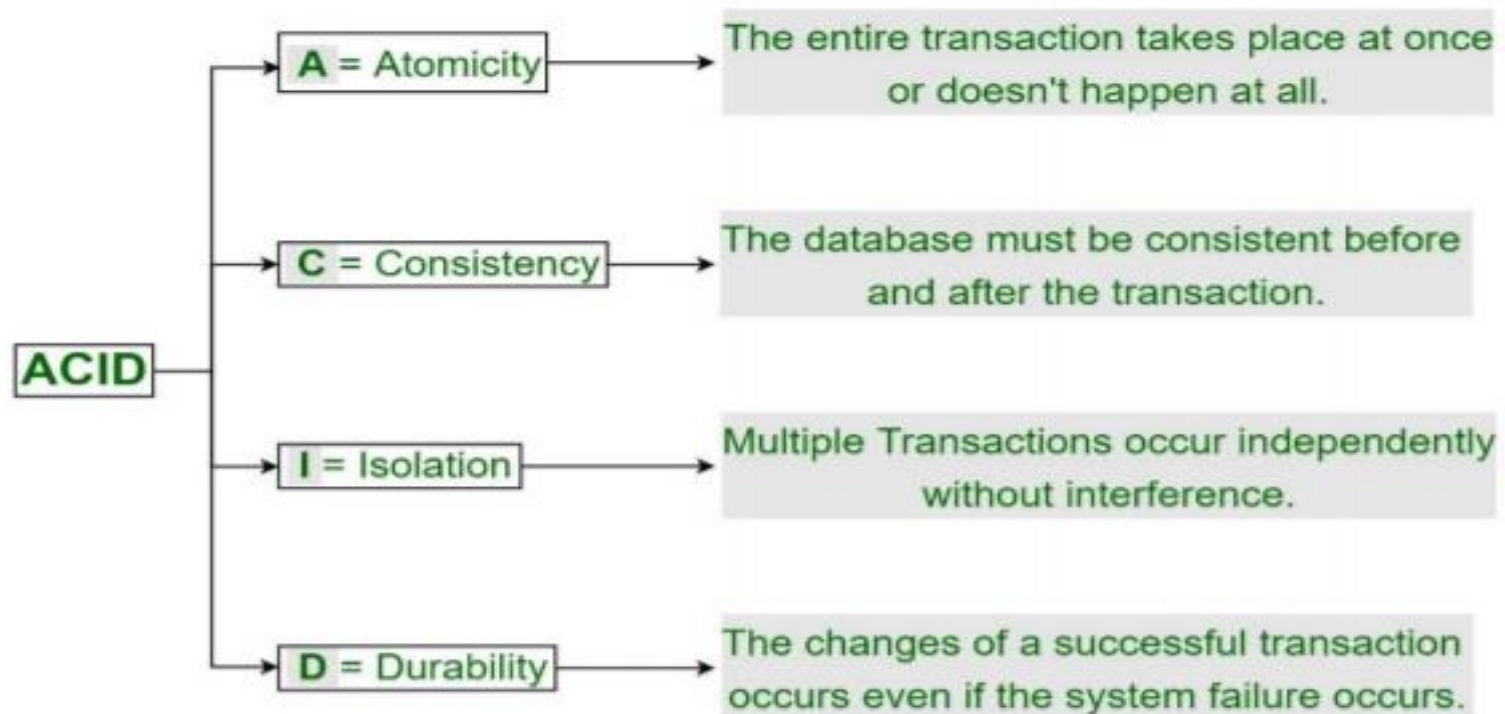 A = Atomicity
The entire transaction takes place at once
or doesn't happen at all.
C = Consistency
The database must be consistent before
and after the transaction.
ACID
I = Isolation
Multiple Transactions occur independently
without interference.
D = Durability
The changes of a successful transaction
occurs even if the system failure occurs.